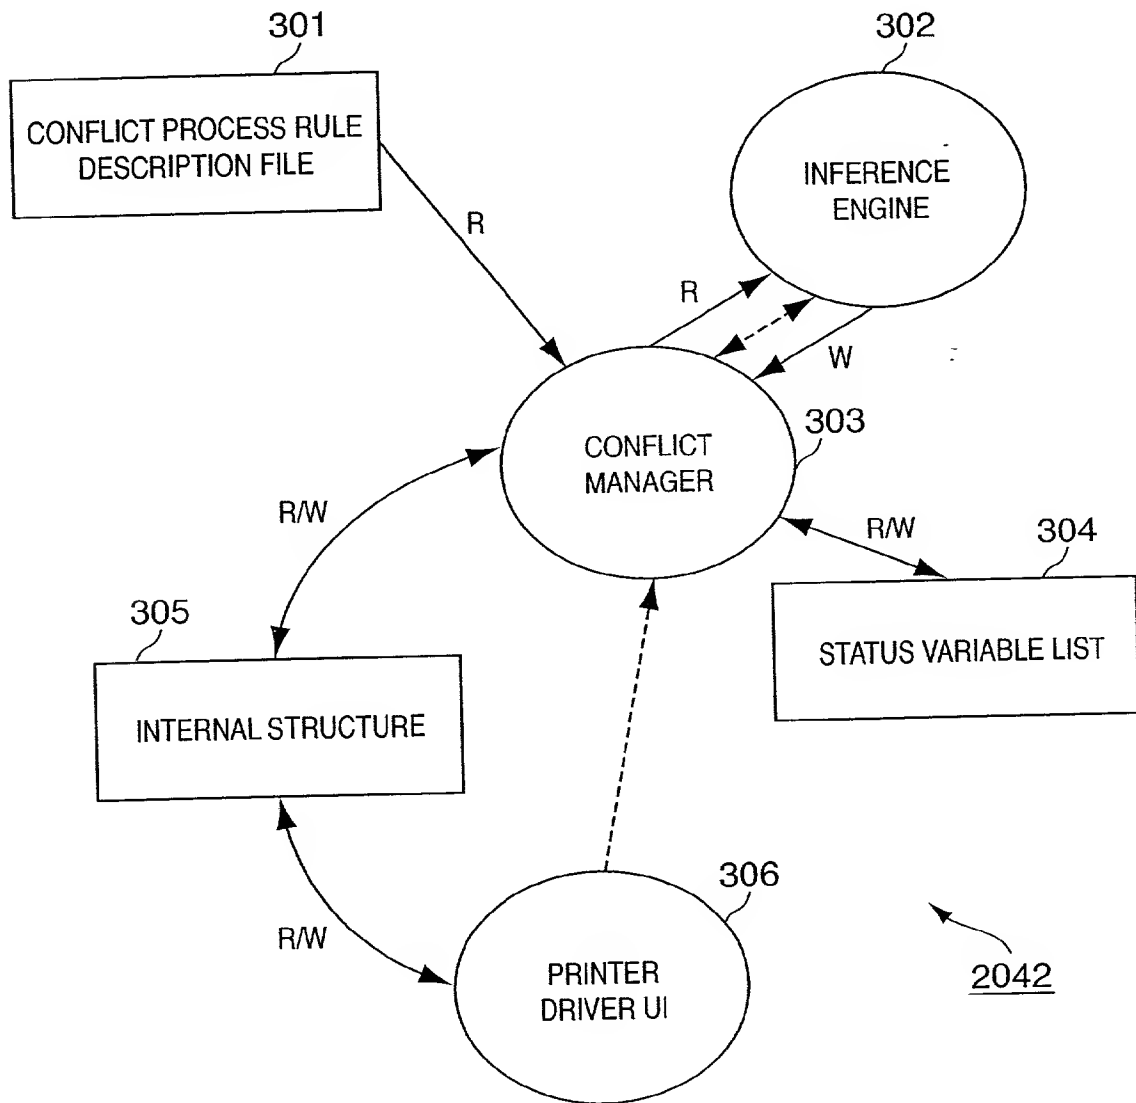 301
302
CONFLICT PROCESS RULE
DESCRIPTION FILE
INFERENCE
ENGINE
R
R
W
303
CONFLICT
MANAGER
R/W
R/W
304
305
STATUS VARIABLE LIST
INTERNAL STRUCTURE
306
R/W
PRINTER
DRIVER UI
2042